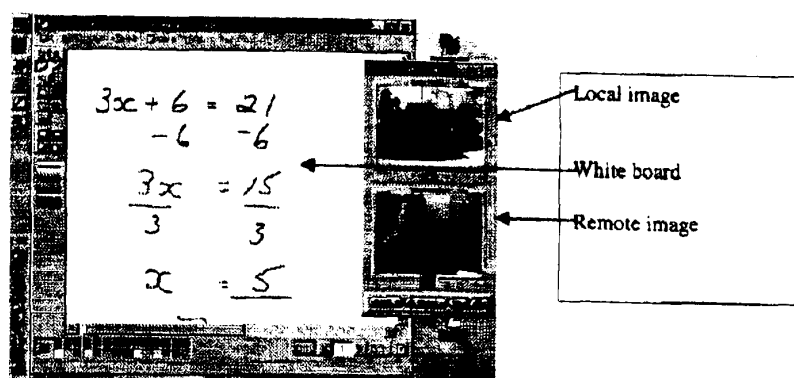 3x + 6 = 21
-6 -6
3x = 15
3 3
x = 5
Local image
White board
Remote image